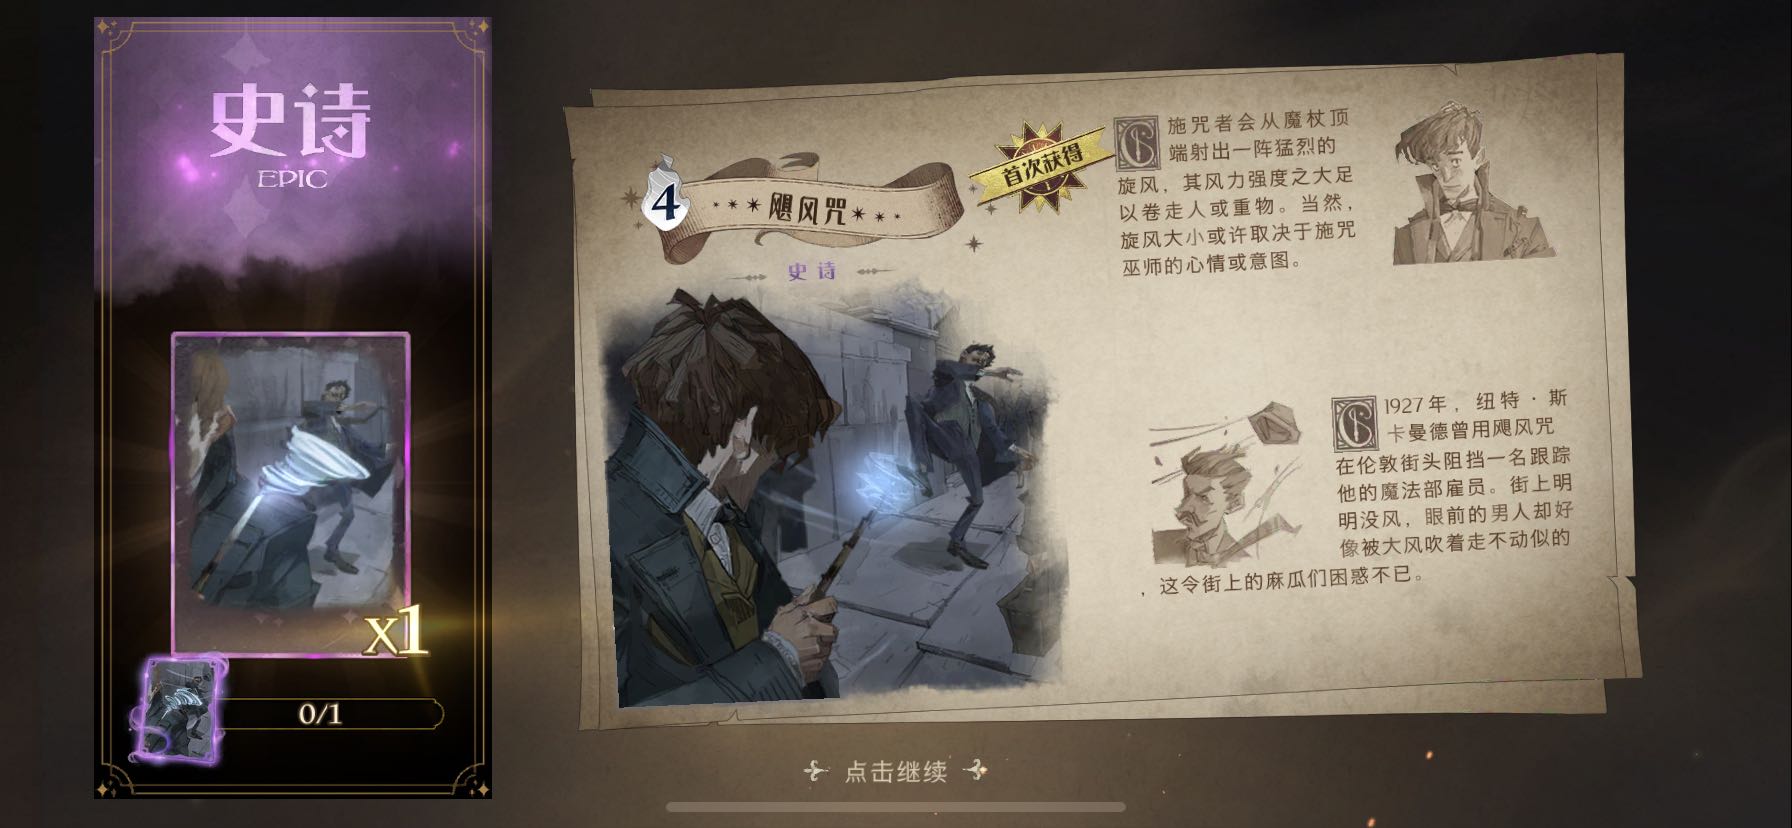 史诗
EPIC
x1
0/1
4
飓风咒
首次获得
史诗
施咒者会从魔杖顶
端射出一阵猛烈的
旋风，其风力强度之大足
以卷走人或重物。当然，
旋风大小或许取决于施咒
巫师的心情或意图。
1927年，纽特·斯
卡曼德曾用飓风咒
在伦敦街头阻挡一名跟踪
他的魔法部雇员。街上明
明没风，眼前的男人却好
像被大风吹着走不动似的
，这令街上的麻瓜们困惑不已。
点击继续